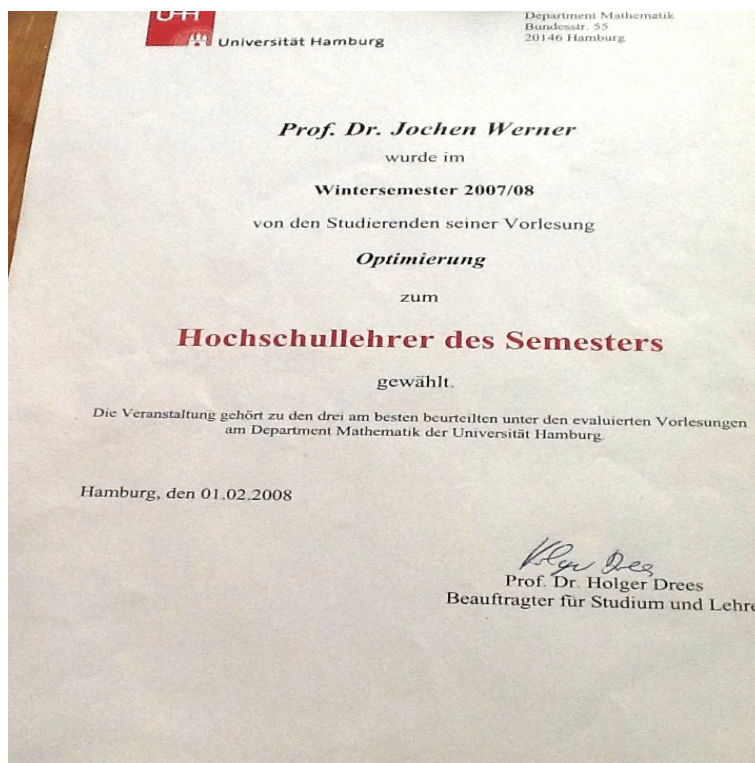 UH
Universität Hamburg
Department Mathematik
Bundesstr. 55
20146 Hamburg
Prof. Dr. Jochen Werner
wurde im
Wintersemester 2007/08
von den Studierenden seiner Vorlesung
Optimierung
zum
Hochschullehrer des Semesters
gewählt.
Die Veranstaltung gehört zu den drei am besten beurteilten unter den evaluierten Vorlesungen
am Department Mathematik der Universität Hamburg.
Hamburg, den 01.02.2008
Holger Drees
Prof. Dr. Holger Drees
Beauftragter für Studium und Lehre